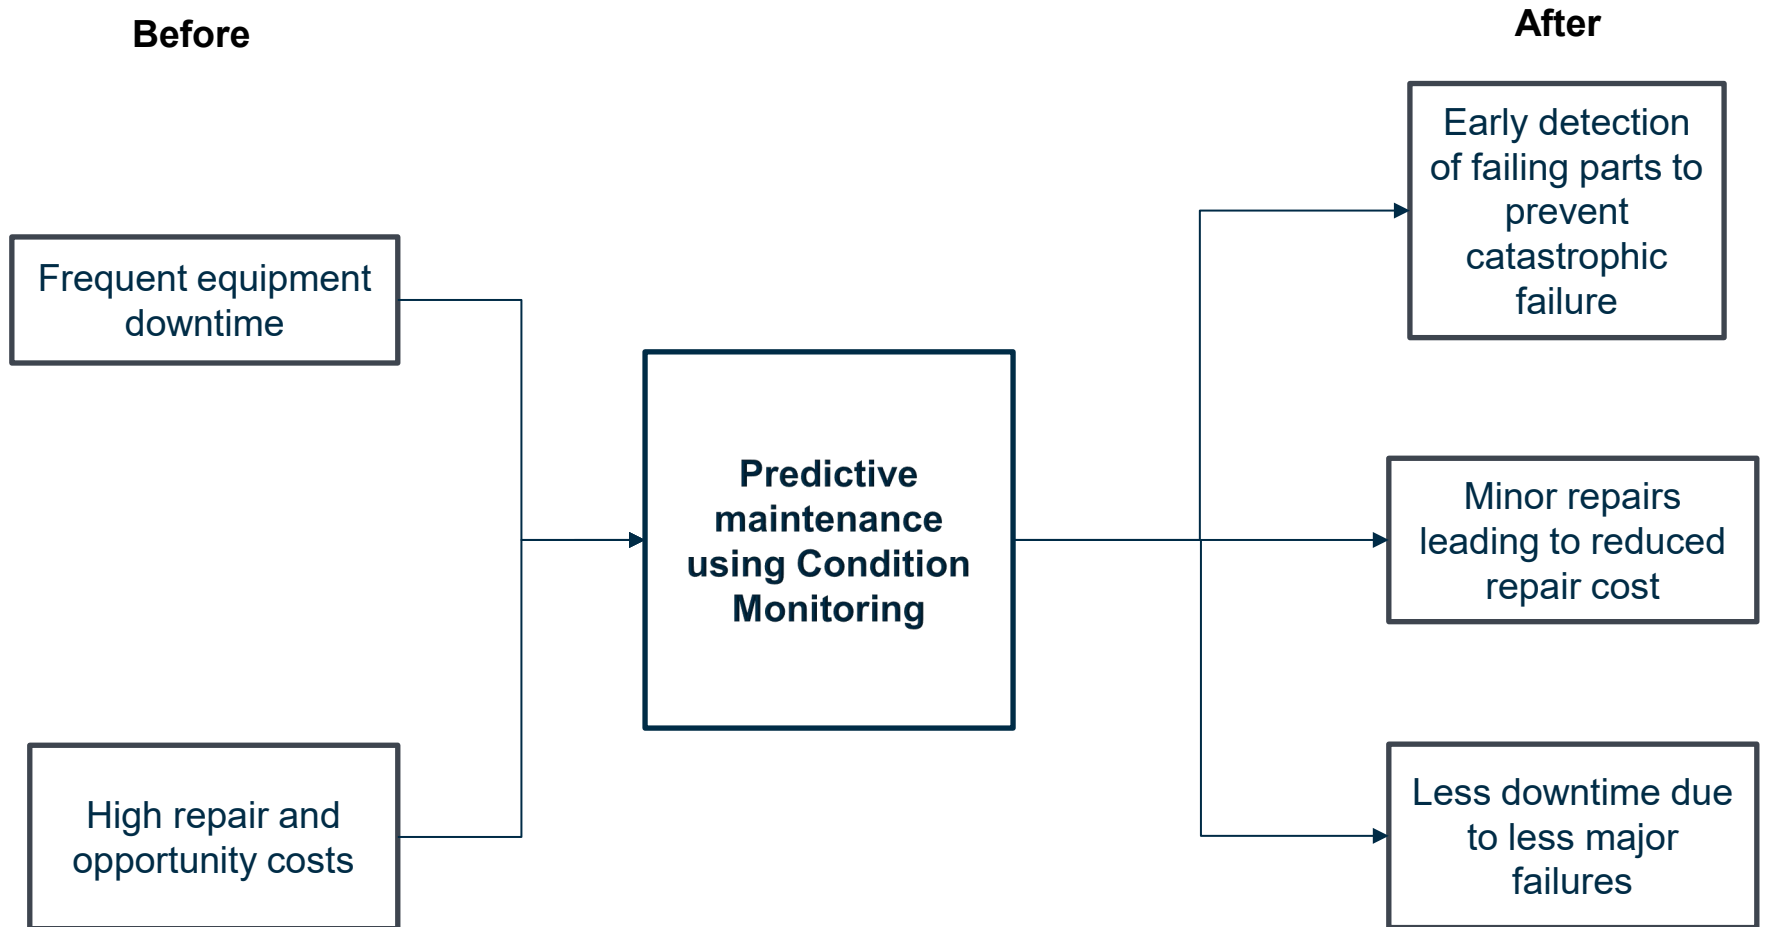 Before
After
Frequent equipment
downtime
High repair and
opportunity costs
Predictive
maintenance
using Condition
Monitoring
Early detection
of failing parts to
prevent
catastrophic
failure
Minor repairs
leading to reduced
repair cost
Less downtime due
to less major
failures